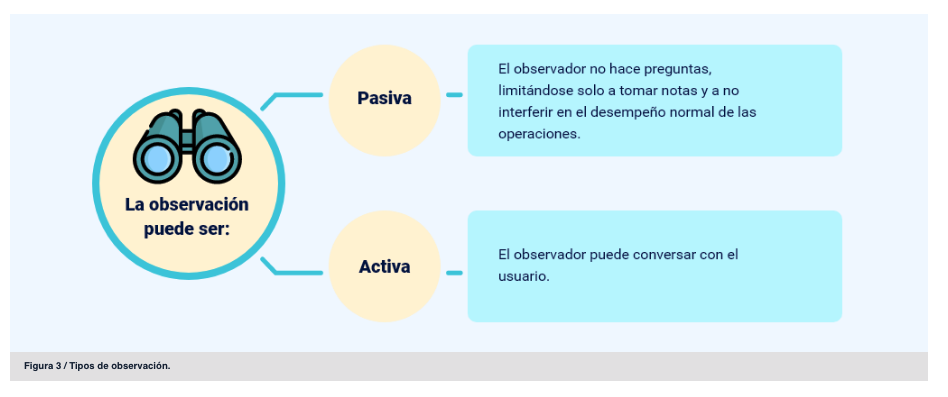 La observación
puede ser:
Pasiva
El observador no hace preguntas,
limitándose solo a tomar notas y a no
interferir en el desempeño normal de las
operaciones.
Activa
El observador puede conversar con el
usuario.
Figura 3 / Tipos de observación.